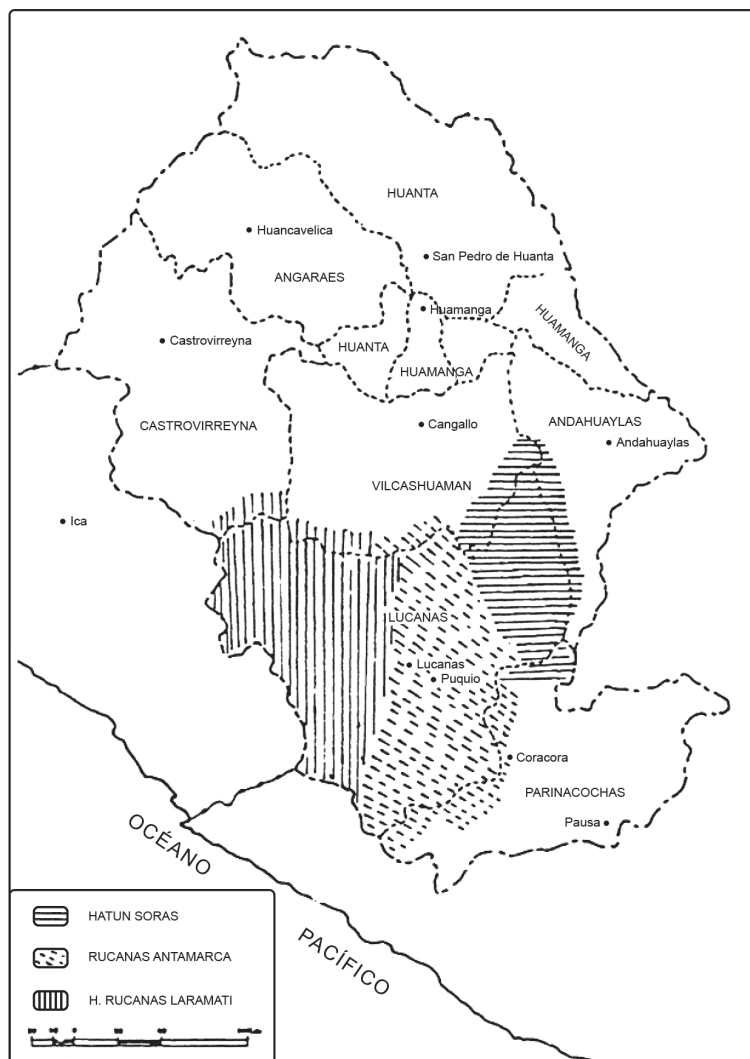 HUANTA
Huancavelica
San Pedro de Huanta
ANGARAES
Huamanga
HUAMANGA
Castrovirreyna
HUANTA
HUAMANGA
CASTROVIRREYNA
Cangallo
ANDAHUAYLAS
Andahuaylas
VILCASHUAMAN
Ica
LUCANAS
Lucanas
Puquio
Coracora
PARINACOCHAS
Pausa
OCÉANO
PACÍFICO
HATUN SORAS
RUCANAS ANTAMARCA
H. RUCANAS LARAMATI